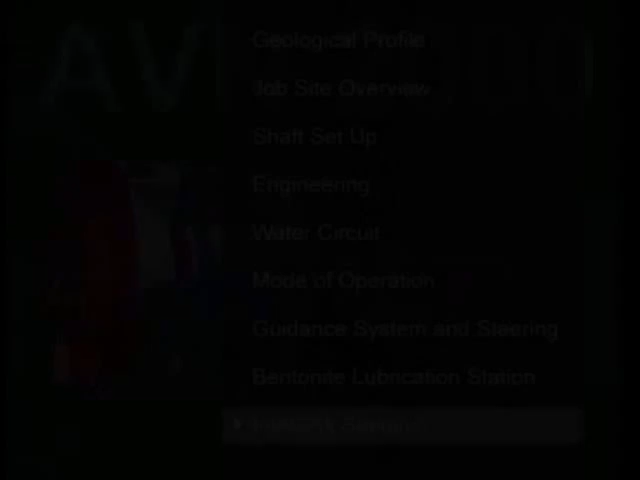 Geological Profile
Job Site Overview
Shaft Set Up
Engineering
Water Circuit
Mode of Operation
Guidance System and Steering
Bentonite Lubrication Station